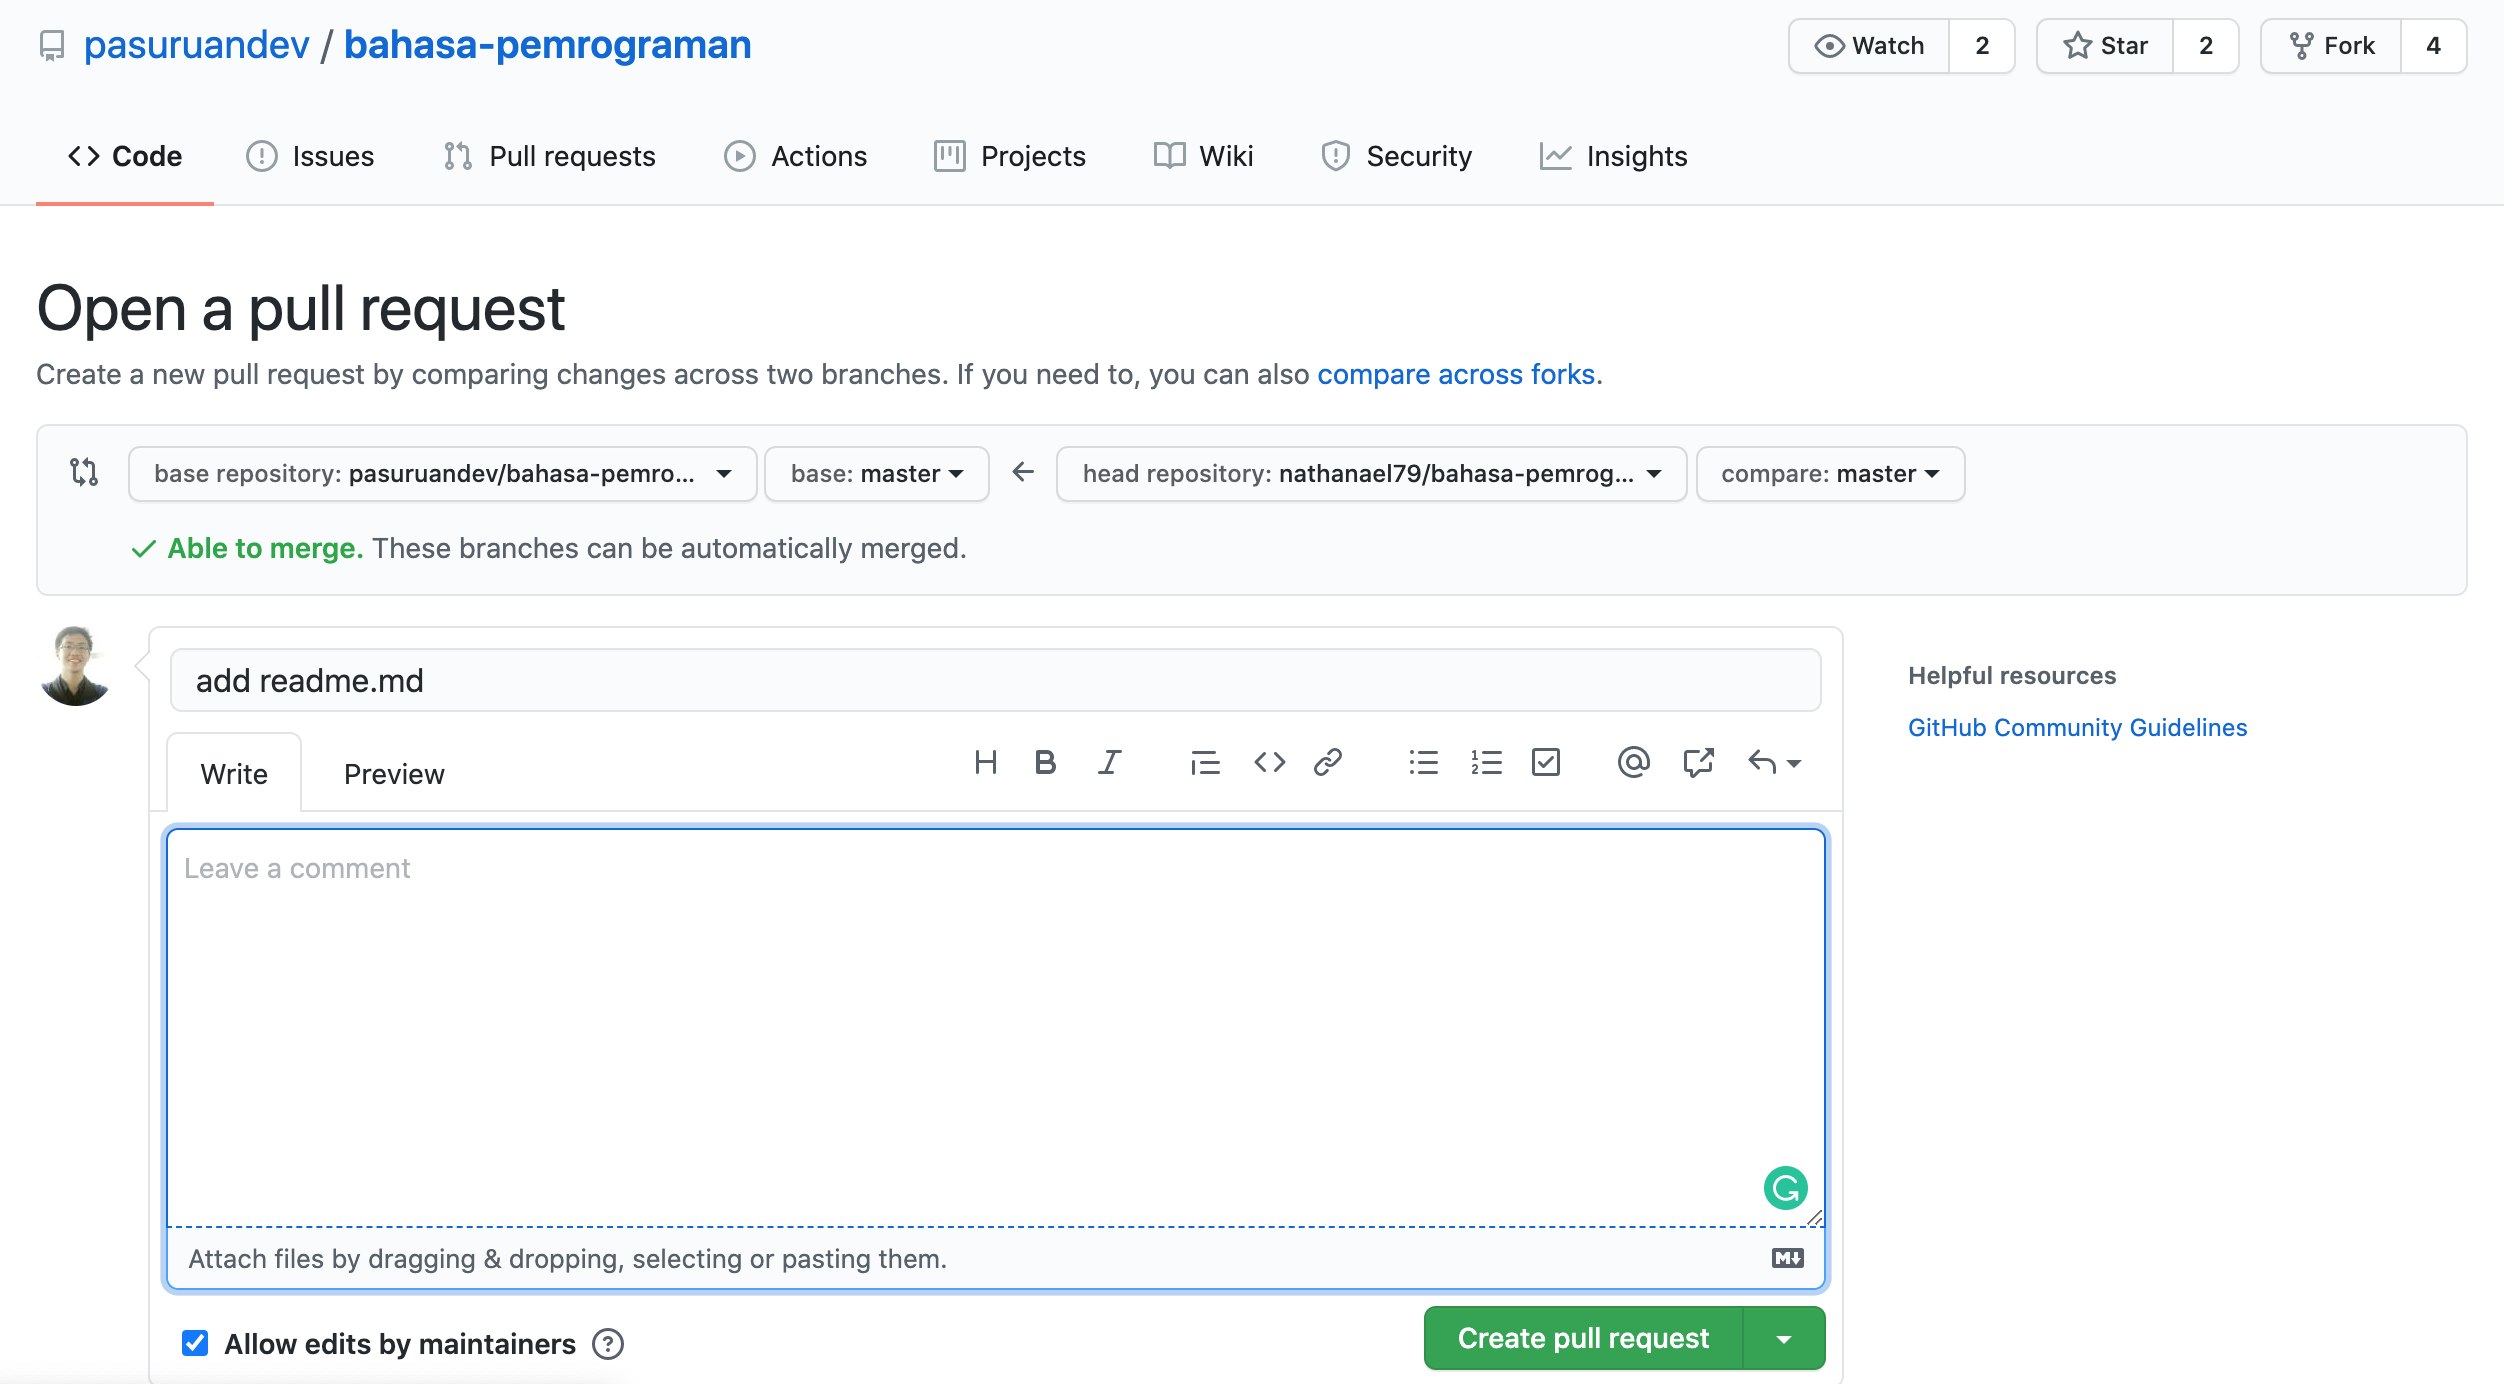 pasuruandev / bahasa-pemrograman
Watch 2
Star 2
Fork 4
Code
Issues
Pull requests
Actions
Projects
Wiki
Security
Insights
Open a pull request
Create a new pull request by comparing changes across two branches. If you need to, you can also compare across forks.
base repository: pasuruandev/bahasa-pemro...
base: master
head repository: nathanael79/bahasa-pemrog...
compare: master
Able to merge. These branches can be automatically merged.
add readme.md
Helpful resources
GitHub Community Guidelines
Write
Preview
Leave a comment
Attach files by dragging & dropping, selecting or pasting them.
Allow edits by maintainers
Create pull request